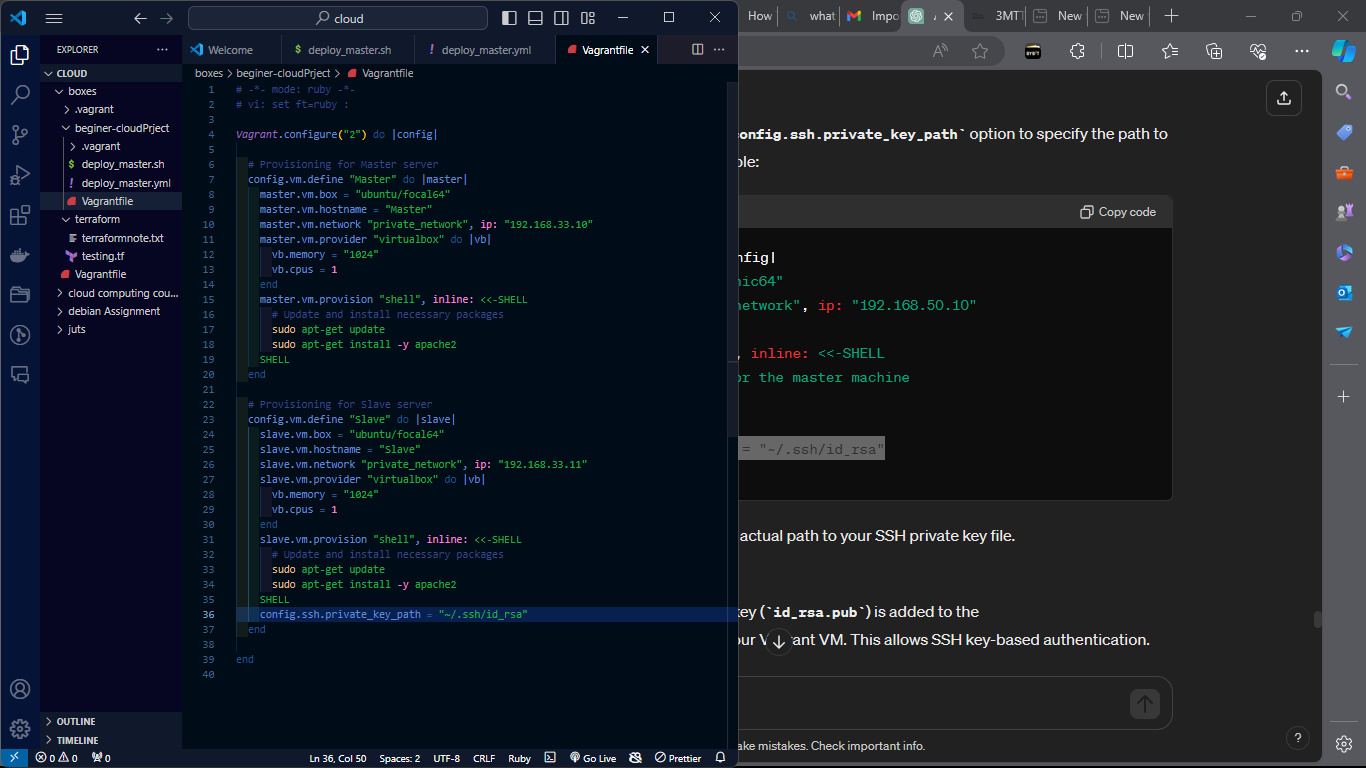 cloud
EXPLORER
CLOUD
boxes
.vagrant
beginer-cloudPrject
.vagrant
$ deploy_master.sh
! deploy_master.yml
Vagrantfile
terraform
terraformnote.txt
testing.tf
Vagrantfile
cloud computing cou...
debian Assignment
juts
OUTLINE
TIMELINE
Welcome
$ deploy_master.sh
! deploy_master.yml
Vagrantfile
boxes > beginer-cloudPrject > Vagrantfile
1 # -*- mode: ruby -*-
2 # vi: set ft=ruby :
3
4 Vagrant.configure("2") do |config|
5
6 # Provisioning for Master server
7 config.vm.define "Master" do |master|
8 master.vm.box = "ubuntu/focal64"
9 master.vm.hostname = "Master"
10 master.vm.network "private_network", ip: "192.168.33.10"
11 master.vm.provider "virtualbox" do |vb|
12 vb.memory = "1024"
13 vb.cpus = 1
14 end
15 master.vm.provision "shell", inline: <<-SHELL
16 # Update and install necessary packages
17 sudo apt-get update
18 sudo apt-get install -y apache2
19 SHELL
20 end
21
22 # Provisioning for Slave server
23 config.vm.define "Slave" do |slave|
24 slave.vm.box = "ubuntu/focal64"
25 slave.vm.hostname = "Slave"
26 slave.vm.network "private_network", ip: "192.168.33.11"
27 slave.vm.provider "virtualbox" do |vb|
28 vb.memory = "1024"
29 vb.cpus = 1
30 end
31 slave.vm.provision "shell", inline: <<-SHELL
32 # Update and install necessary packages
33 sudo apt-get update
34 sudo apt-get install -y apache2
35 SHELL
36 config.ssh.private_key_path = "~/.ssh/id_rsa"
37 end
38
39 end
40
0 0 0
Ln 36, Col 50
Spaces: 2
UTF-8
CRLF
Ruby
Go Live
Prettier
How
what
Impo
3MTT
New
New
config.ssh.private_key_path` option to specify the path to
ple:
Copy code
nfig|
nic64"
network", ip: "192.168.50.10"
, inline: <<-SHELL
or the master machine
= "~/.ssh/id_rsa"
actual path to your SSH private key file.
key (`id_rsa.pub`) is added to the
our Vagrant VM. This allows SSH key-based authentication.
ake mistakes. Check important info.
?